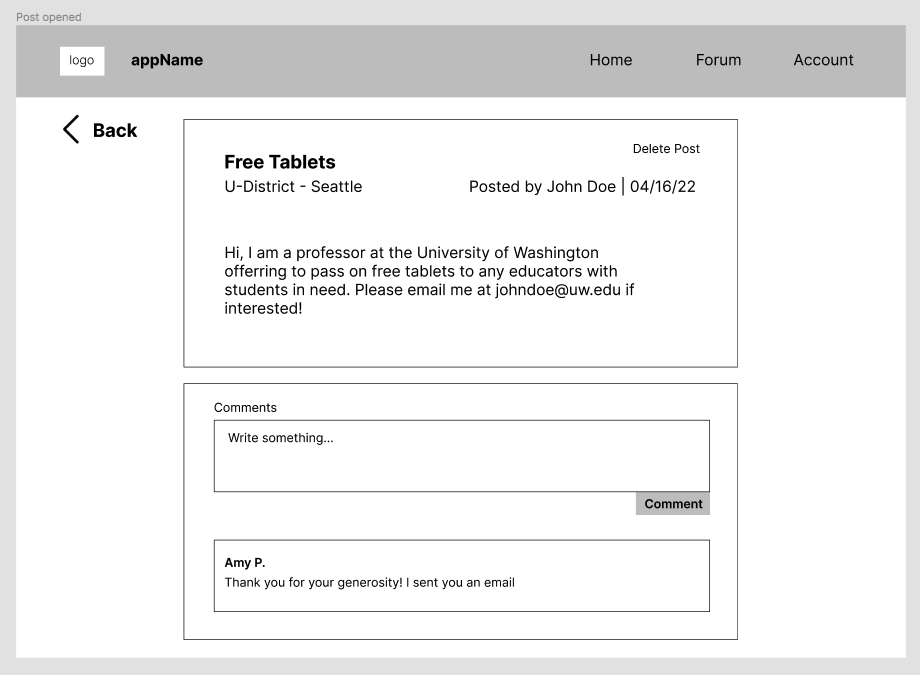 Post opened
logo
appName
Home
Forum
Account
Back
Delete Post
Free Tablets
U-District - Seattle
Posted by John Doe | 04/16/22
Hi, I am a professor at the University of Washington
offerring to pass on free tablets to any educators with
students in need. Please email me at johndoe@uw.edu if
interested!
Comments
Write something...
Comment
Amy P.
Thank you for your generosity! I sent you an email